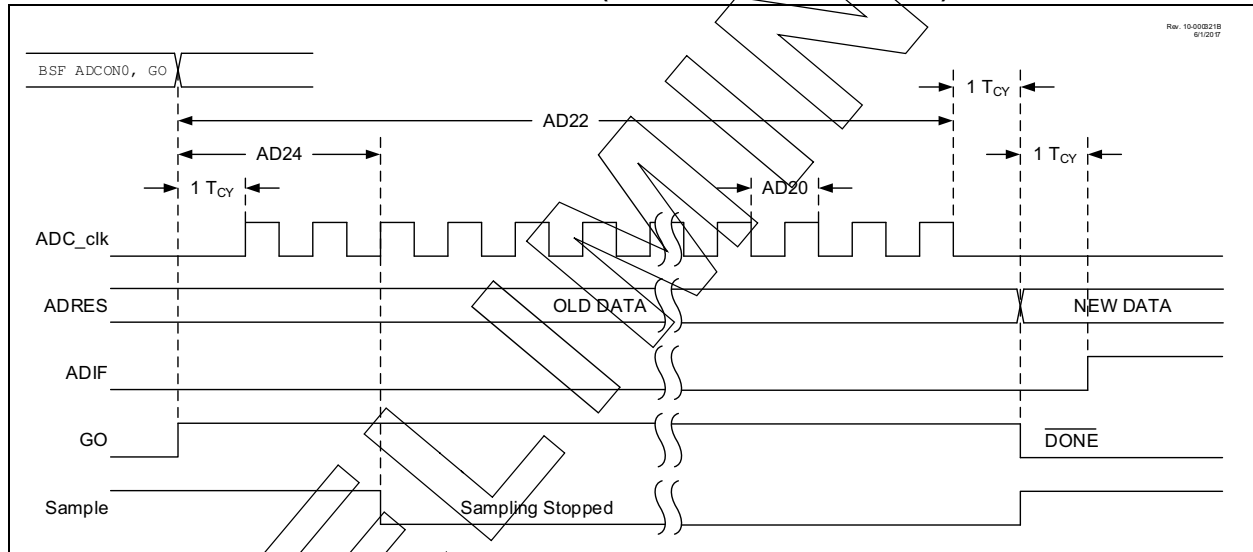 Rev. 10-000321B
6/1/2017
BSF ADCON0, GO
1 TCY
AD22
AD24
1 TCY
1 TCY
AD20
ADC_clk
ADRES
OLD DATA
NEW DATA
ADIF
GO
DONE
Sample
Sampling Stopped